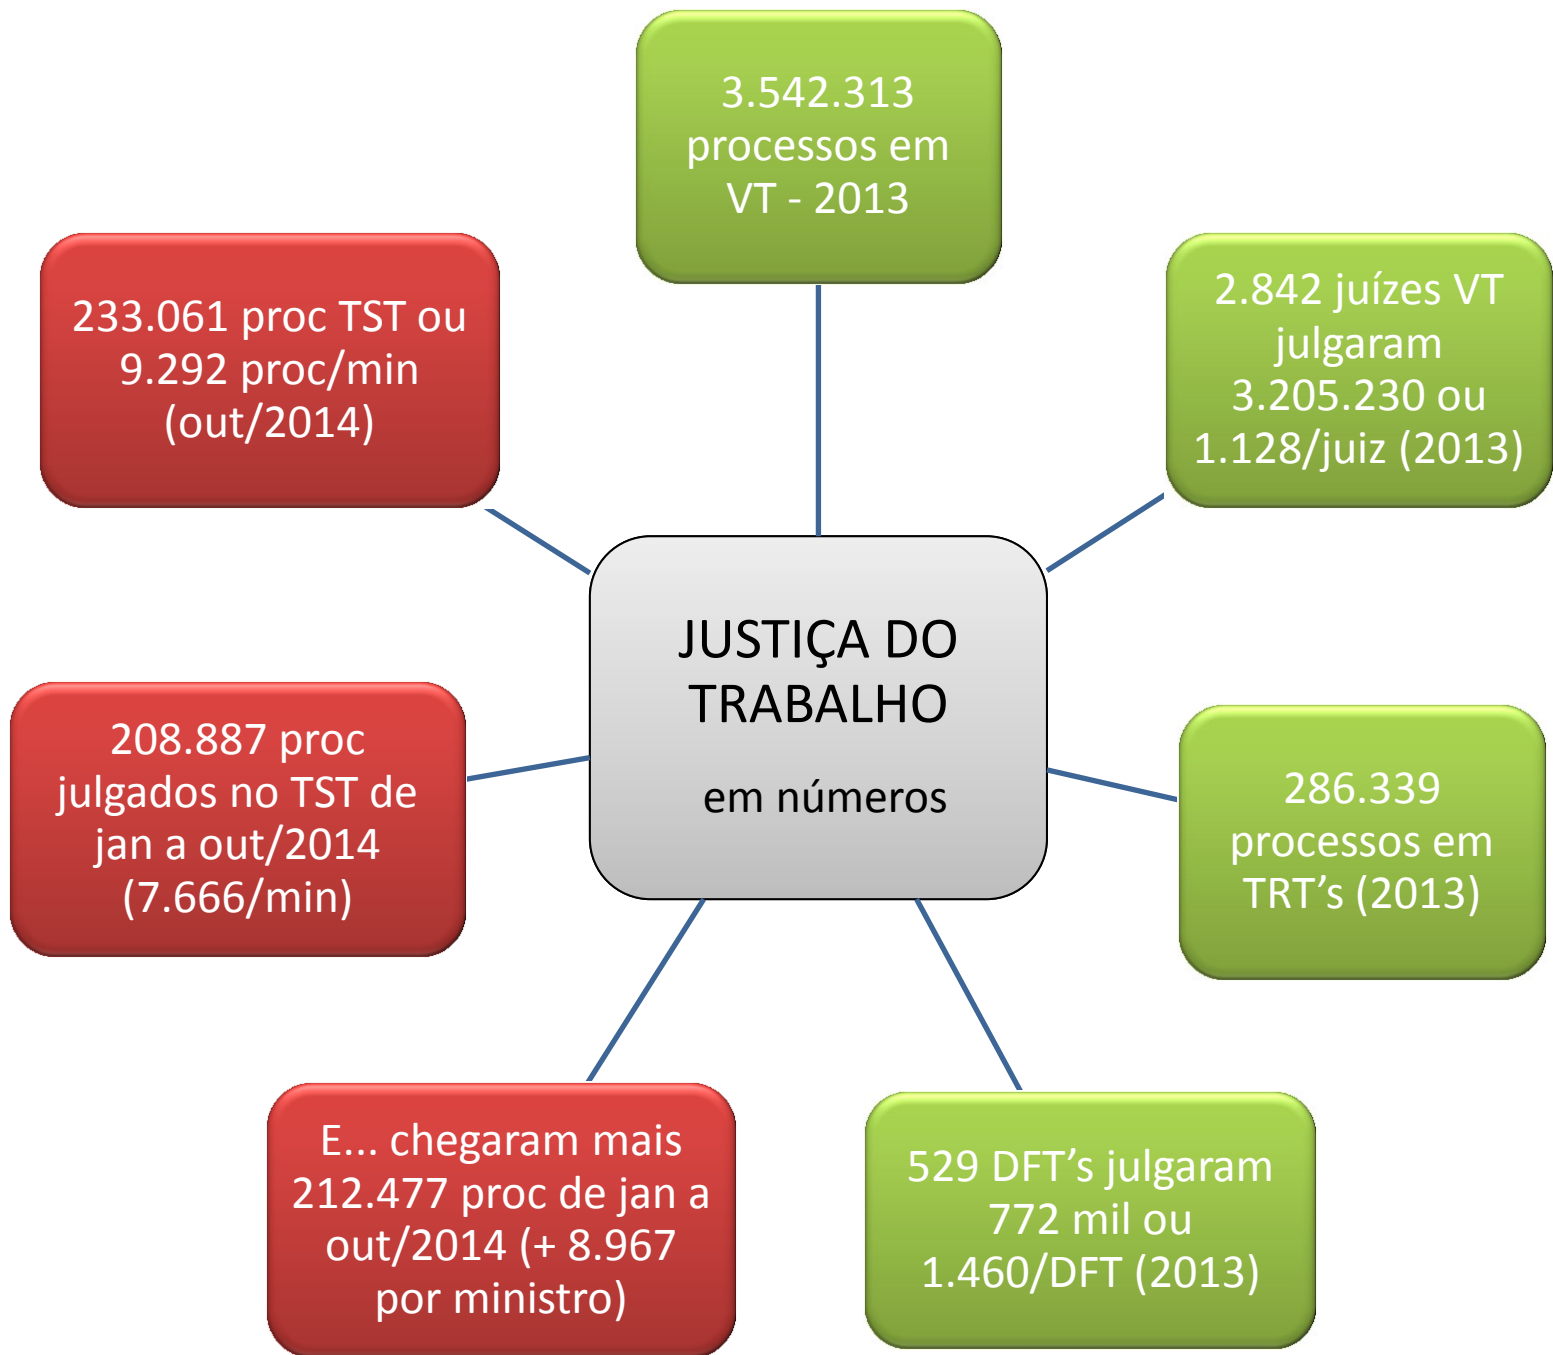 JUSTIÇA DO
TRABALHO
em números
3.542.313
processos em
VT - 2013
2.842 juízes VT
julgaram
3.205.230 ou
1.128/juiz (2013)
286.339
processos em
TRT’s (2013)
529 DFT’s julgaram
772 mil ou
1.460/DFT (2013)
E... chegaram mais
212.477 proc de jan a
out/2014 (+ 8.967
por ministro)
208.887 proc
julgados no TST de
jan a out/2014
(7.666/min)
233.061 proc TST ou
9.292 proc/min
(out/2014)